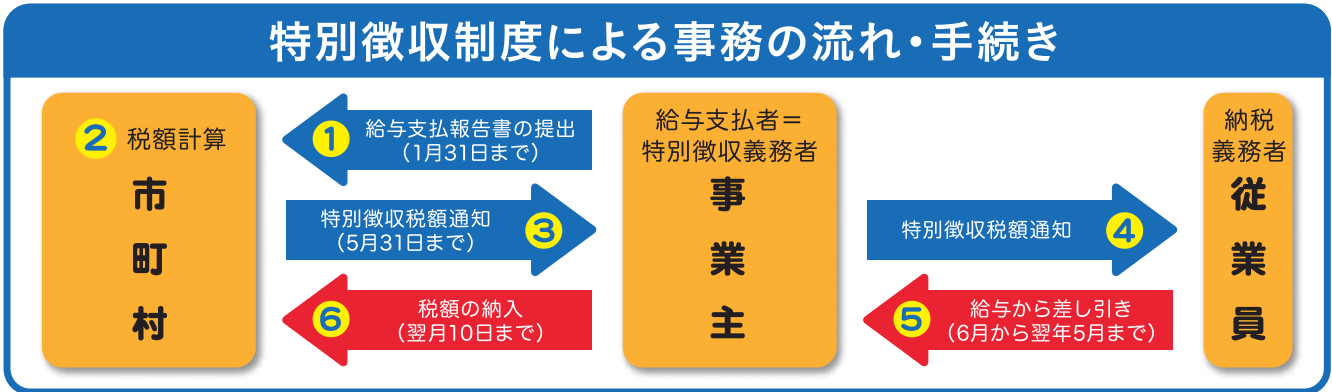 特別徴収制度による事務の流れ・手続き
② 税額計算
市
町
村
① 給与支払報告書の提出
（1月31日まで）
特別徴収税額通知
（5月31日まで） ③
⑥ 税額の納入
（翌月10日まで）
給与支払者＝
特別徴収義務者
事
業
主
特別徴収税額通知 ④
⑤ 給与から差し引き
（6月から翌年5月まで）
納税
義務者
従
業
員